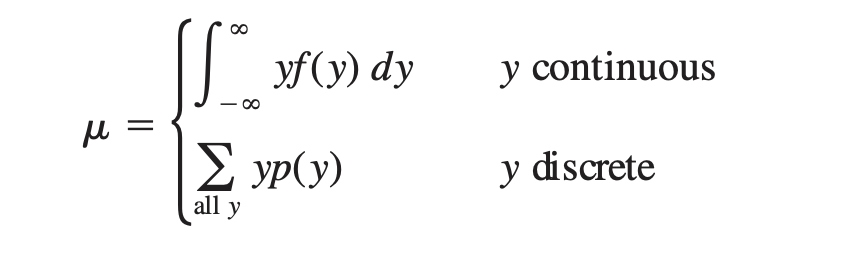 μ = { ∫_{-∞}^{∞} yf(y) dy y continuous
∑_{all y} yp(y) y discrete